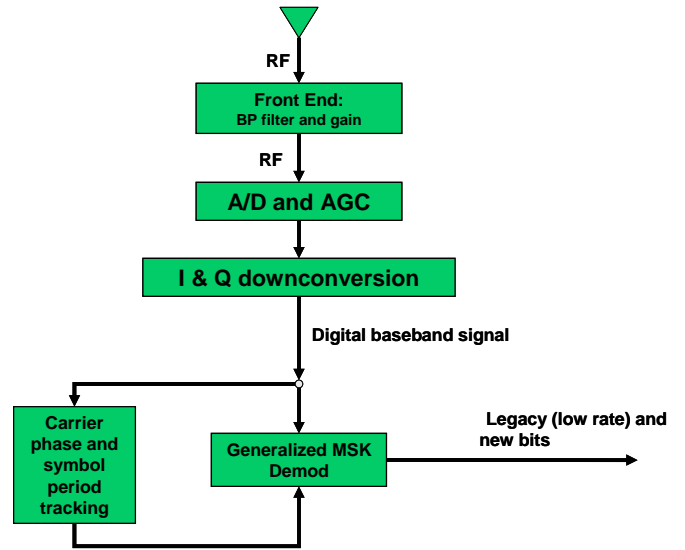 RF
Front End:
BP filter and gain
RF
A/D and AGC
I & Q downconversion
Digital baseband signal
Carrier
phase and
symbol
period
tracking
Generalized MSK
Demod
Legacy (low rate) and
new bits